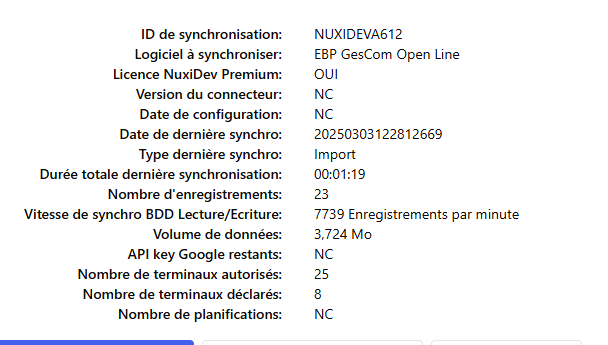 ID de synchronisation: NUXIDEVA612
Logiciel à synchroniser: EBP GesCom Open Line
Licence NuxiDev Premium: OUI
Version du connecteur: NC
Date de configuration: NC
Date de dernière synchro: 20250303122812669
Type dernière synchro: Import
Durée totale dernière synchronisation: 00:01:19
Nombre d'enregistrements: 23
Vitesse de synchro BDD Lecture/Ecriture: 7739 Enregistrements par minute
Volume de données: 3,724 Mo
API key Google restants: NC
Nombre de terminaux autorisés: 25
Nombre de terminaux déclarés: 8
Nombre de planifications: NC